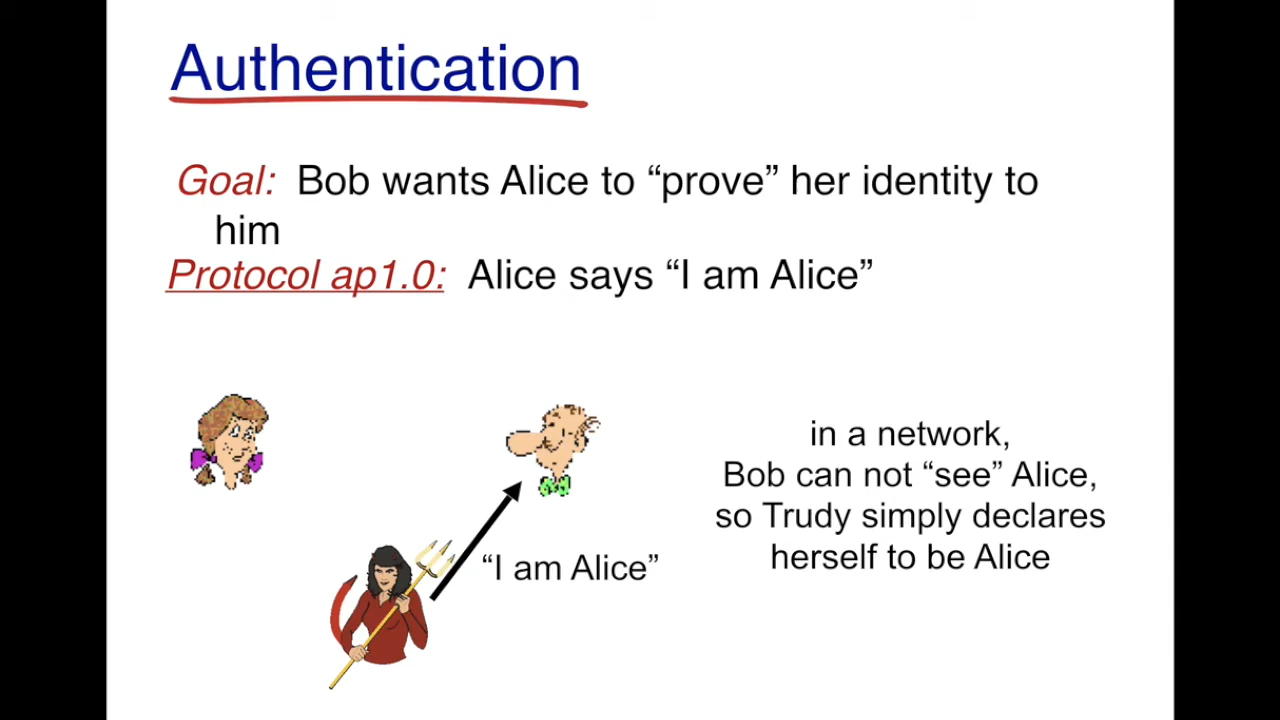 Authentication
Goal: Bob wants Alice to “prove” her identity to
him
Protocol ap1.0: Alice says “I am Alice”
in a network,
Bob can not “see” Alice,
so Trudy simply declares
herself to be Alice
“I am Alice”